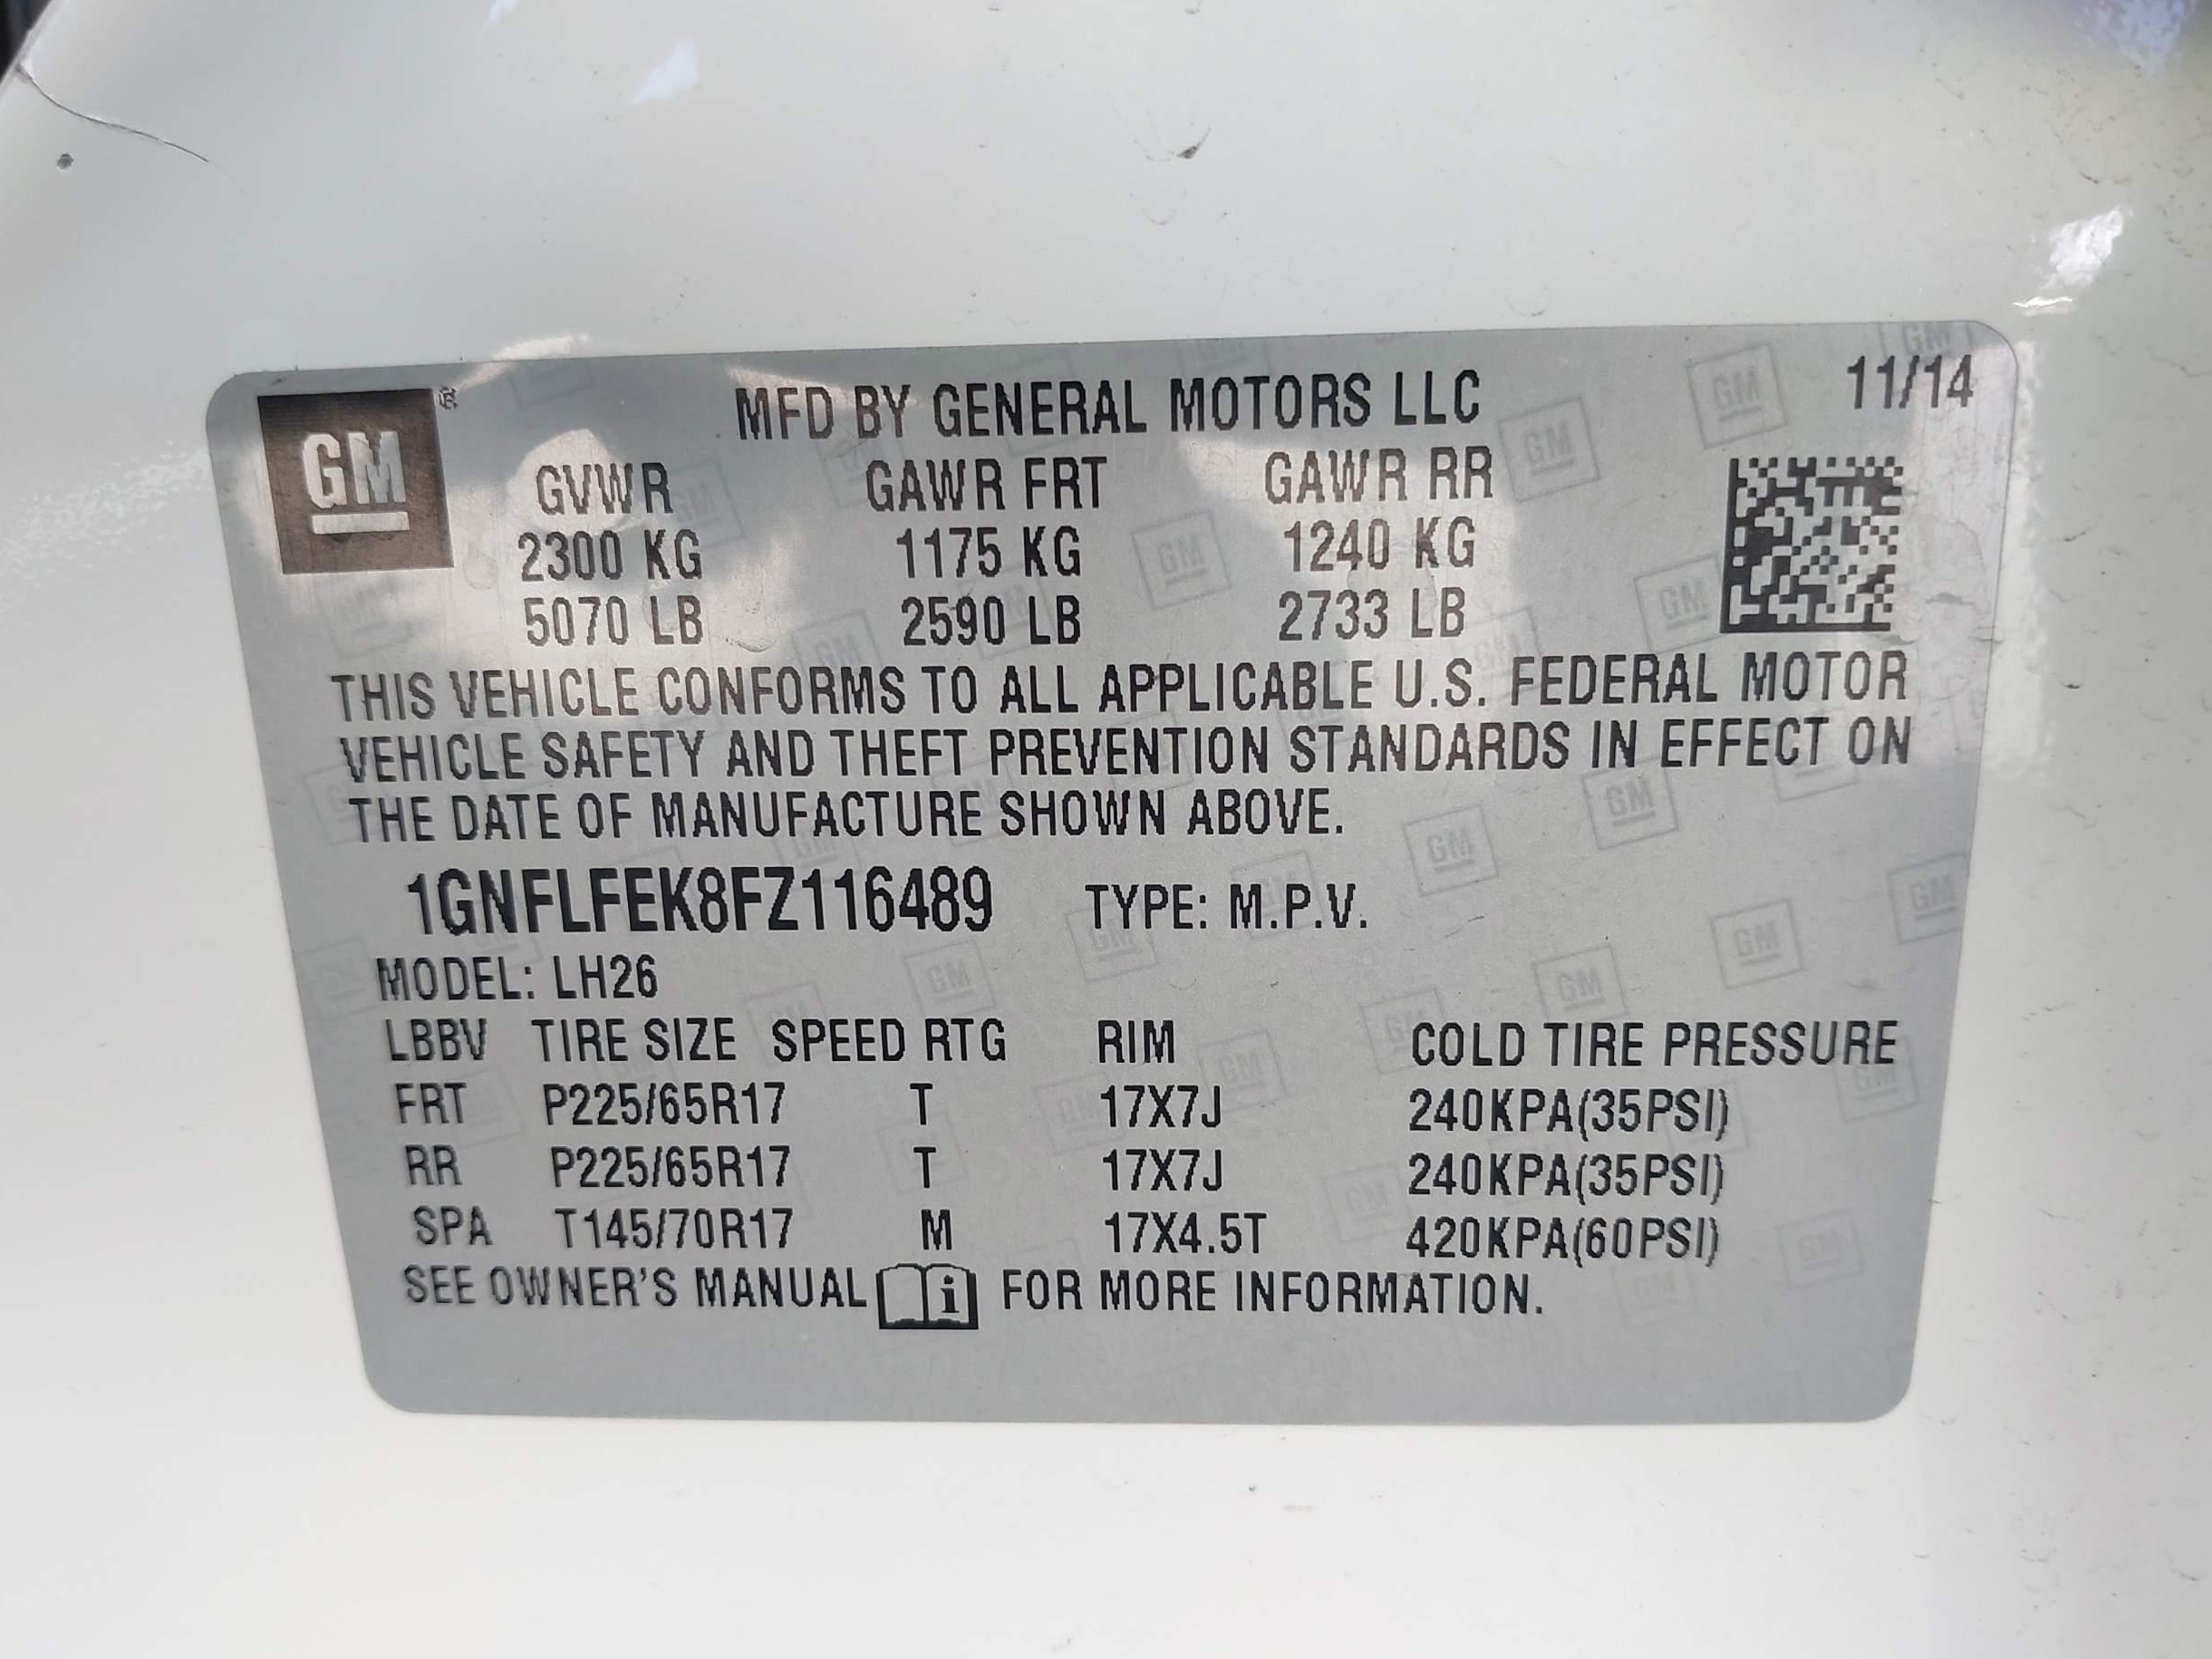 GM
MFD BY GENERAL MOTORS LLC 11/14
GVWR GAWR FRT GAWR RR
2300 KG 1175 KG 1240 KG
5070 LB 2590 LB 2733 LB
THIS VEHICLE CONFORMS TO ALL APPLICABLE U.S. FEDERAL MOTOR
VEHICLE SAFETY AND THEFT PREVENTION STANDARDS IN EFFECT ON
THE DATE OF MANUFACTURE SHOWN ABOVE.
1GNFLFEK8FZ116489 TYPE: M.P.V.
MODEL: LH26
LBBV TIRE SIZE SPEED RTG RIM COLD TIRE PRESSURE
FRT P225/65R17 T 17X7J 240KPA(35PSI)
RR P225/65R17 T 17X7J 240KPA(35PSI)
SPA T145/70R17 M 17X4.5T 420KPA(60PSI)
SEE OWNER'S MANUAL i FOR MORE INFORMATION.